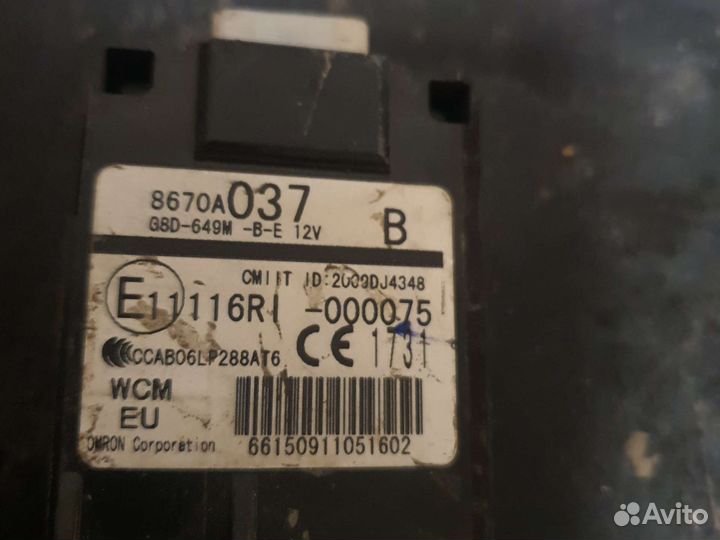 8670A037
G8D-649M -B-E 12V
B
CMIIT ID:2009DJ4348
E11116RI -000075
CCAB06LP288AT6 CE 1731
WCM
EU
OMRON Corporation
66150911051602
Avito